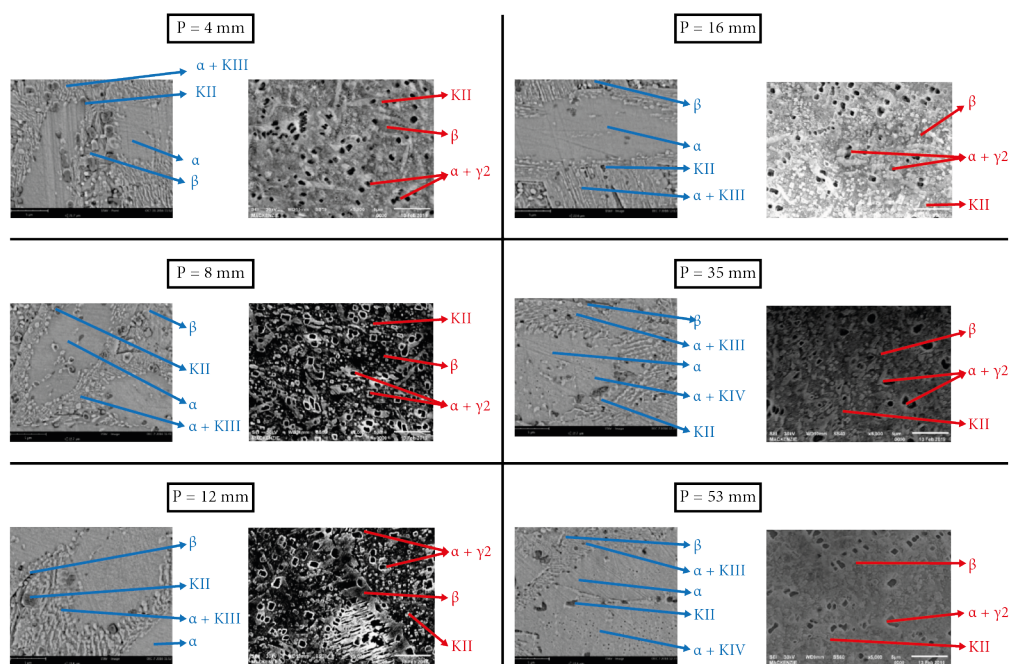 P = 4 mm
α + KIII
KII
α
β
KII
β
α + γ2
P = 16 mm
β
α
KII
α + KIII
β
α + γ2
KII
P = 8 mm
β
KII
α
α + KIII
KII
β
α + γ2
P = 35 mm
β
α + KIII
α
α + KIV
KII
β
α + γ2
KII
P = 12 mm
β
KII
α + KIII
α
α + γ2
β
KII
P = 53 mm
β
α + KIII
α
KII
α + KIV
β
α + γ2
KII